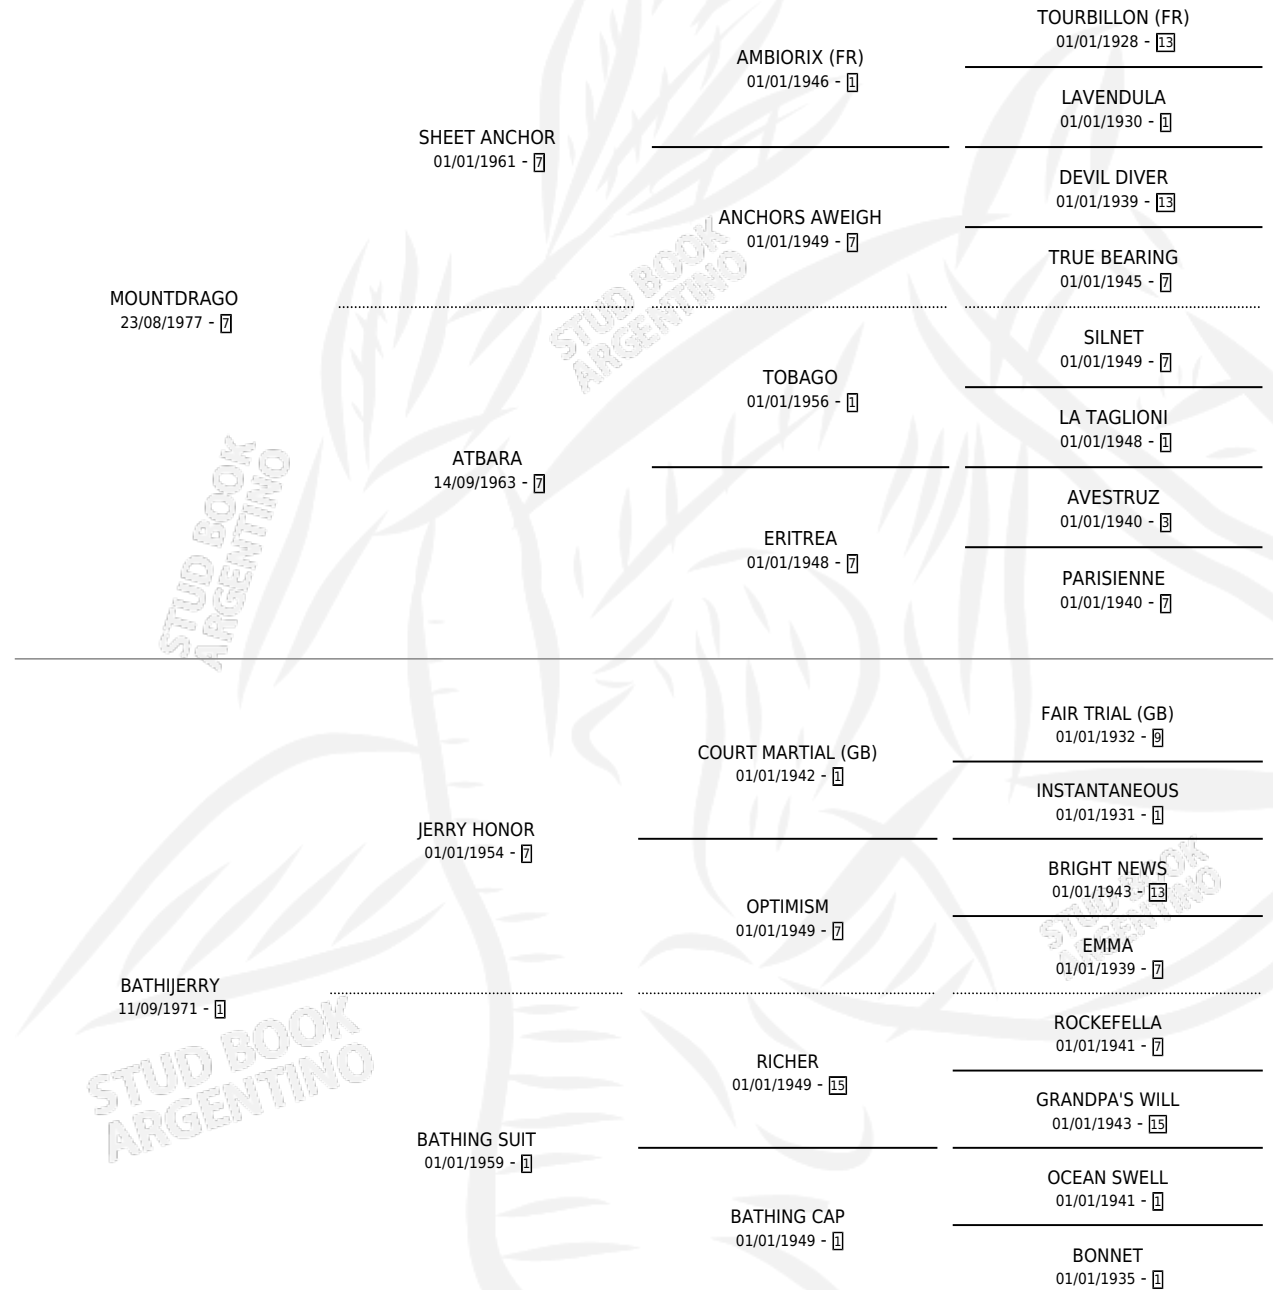 TOURBILLON (FR)
01/01/1928 - 13
AMBIORIX (FR)
01/01/1946 - 1
LAVENDULA
01/01/1930 - 1
SHEET ANCHOR
01/01/1961 - 7
DEVIL DIVER
01/01/1939 - 13
ANCHORS AWEIGH
01/01/1949 - 7
TRUE BEARING
01/01/1945 - 7
MOUNTDRAGO
23/08/1977 - 7
STUD BOOK
ARGENTINO
SILNET
01/01/1949 - 7
TOBAGO
01/01/1956 - 1
LA TAGLIONI
01/01/1948 - 1
ATBARA
14/09/1963 - 7
AVESTRUZ
01/01/1940 - 3
ERITREA
01/01/1948 - 7
PARISIENNE
01/01/1940 - 7
STUD BOOK
ARGENTINO
FAIR TRIAL (GB)
01/01/1932 - 9
COURT MARTIAL (GB)
01/01/1942 - 1
INSTANTANEOUS
01/01/1931 - 1
JERRY HONOR
01/01/1954 - 7
BRIGHT NEWS
01/01/1943 - 13
OPTIMISM
01/01/1949 - 7
EMMA
01/01/1939 - 7
STUD BOOK
ARGENTINO
BATHIJERRY
11/09/1971 - 1
ROCKEFELLA
01/01/1941 - 7
RICHER
01/01/1949 - 15
GRANDPA'S WILL
01/01/1943 - 15
STUD BOOK
ARGENTINO
BATHING SUIT
01/01/1959 - 1
OCEAN SWELL
01/01/1941 - 1
BATHING CAP
01/01/1949 - 1
BONNET
01/01/1935 - 1